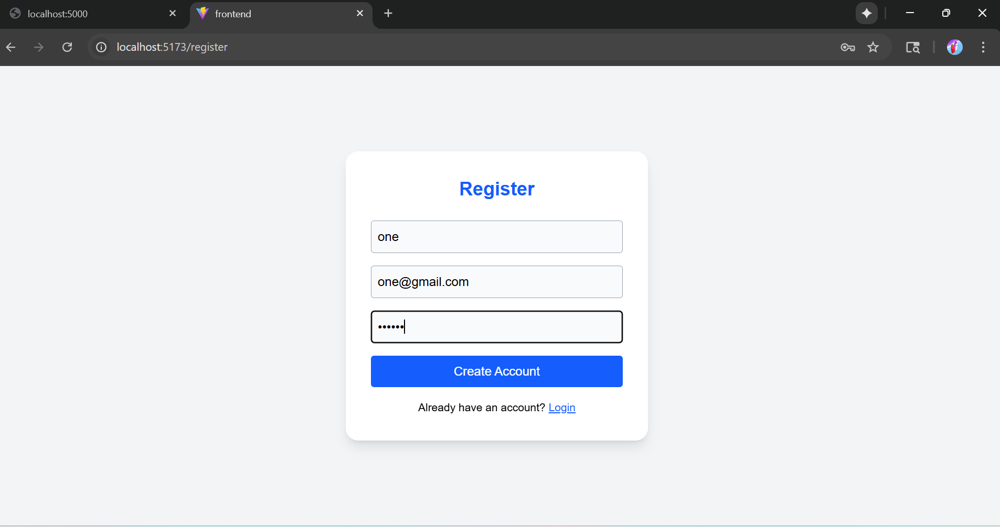 localhost:5000
frontend
localhost:5173/register
Register
one
one@gmail.com
••••••
Create Account
Already have an account? Login